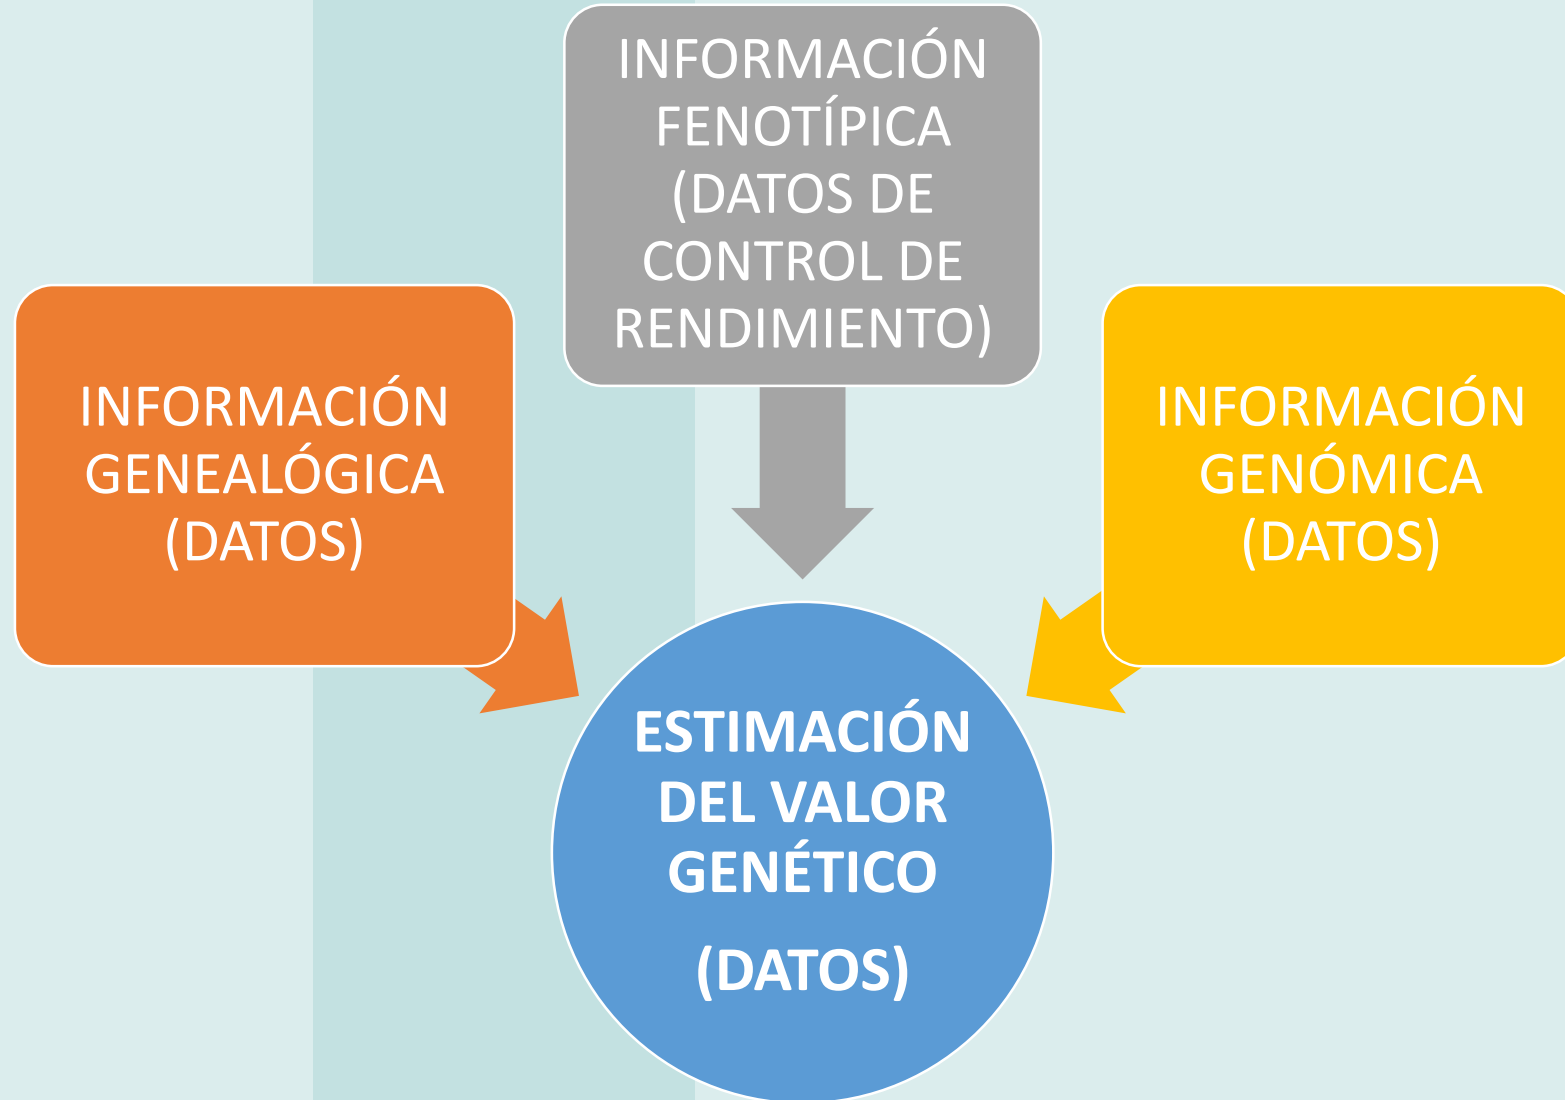 INFORMACIÓN
FENOTÍPICA
(DATOS DE
CONTROL DE
RENDIMIENTO)
INFORMACIÓN
GENEALÓGICA
(DATOS)
INFORMACIÓN
GENÓMICA
(DATOS)
ESTIMACIÓN
DEL VALOR
GENÉTICO
(DATOS)